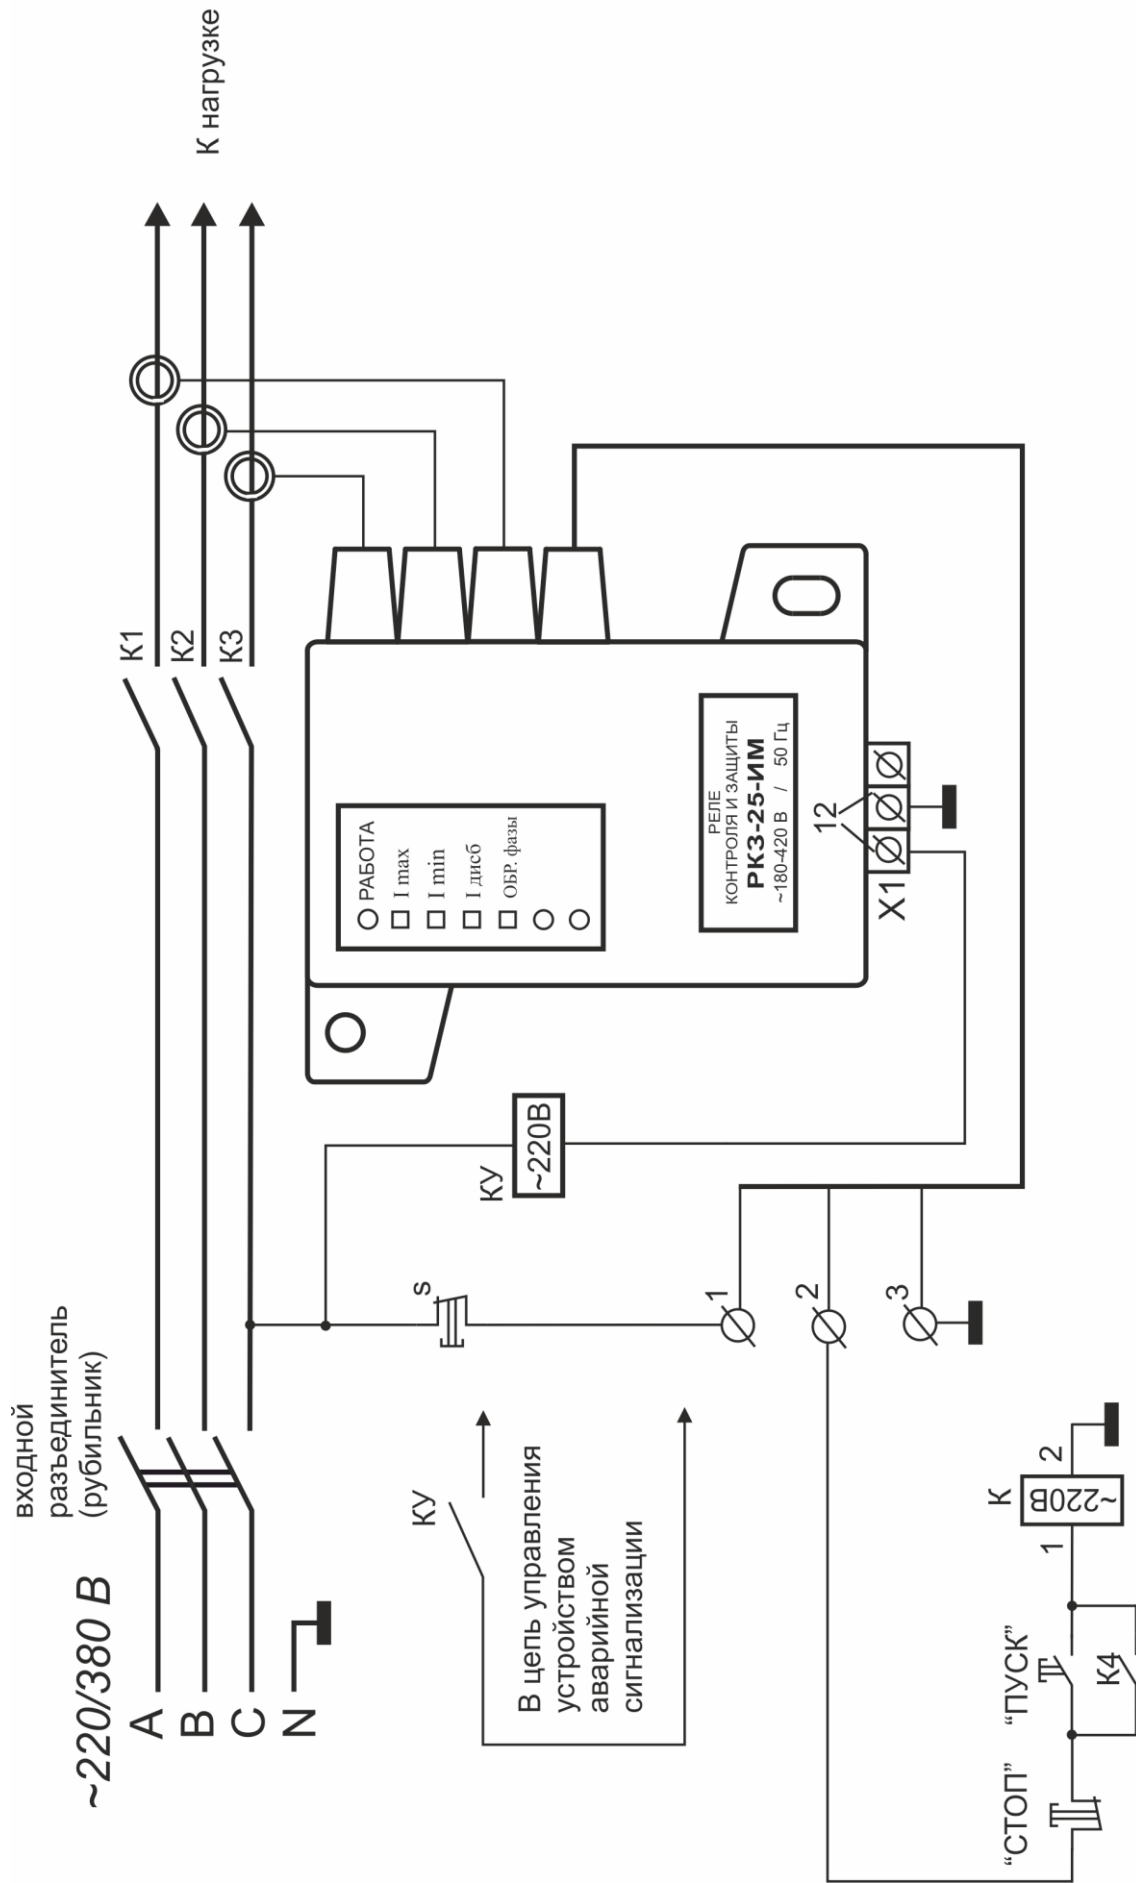 входной
разъединитель
(рубильник)
~220/380 В
A
B
C
N
К1
К2
К3
К нагрузке
РАБОТА
I max
I min
I дисб
ОБР. фазы
РЕЛЕ
КОНТРОЛЯ И ЗАЩИТЫ
РКЗ-25-ИМ
~180-420 В / 50 Гц
12
X1
КУ
~220В
s
1
2
3
КУ
В цепь управления
устройством
аварийной
сигнализации
"СТОП"
"ПУСК"
К4
1
К
~220В
2